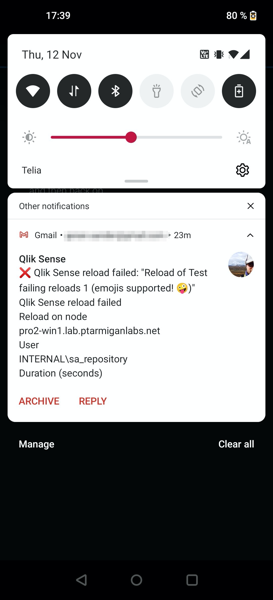 17:39
80 %
Thu, 12 Nov
Telia
Other notifications
Gmail • • 23m
Qlik Sense
❌ Qlik Sense reload failed: "Reload of Test
failing reloads 1 (emojis supported! 🤪)"
Qlik Sense reload failed
Reload on node
pro2-win1.lab.ptarmiganlabs.net
User
INTERNAL\sa_repository
Duration (seconds)
ARCHIVE REPLY
Manage Clear all